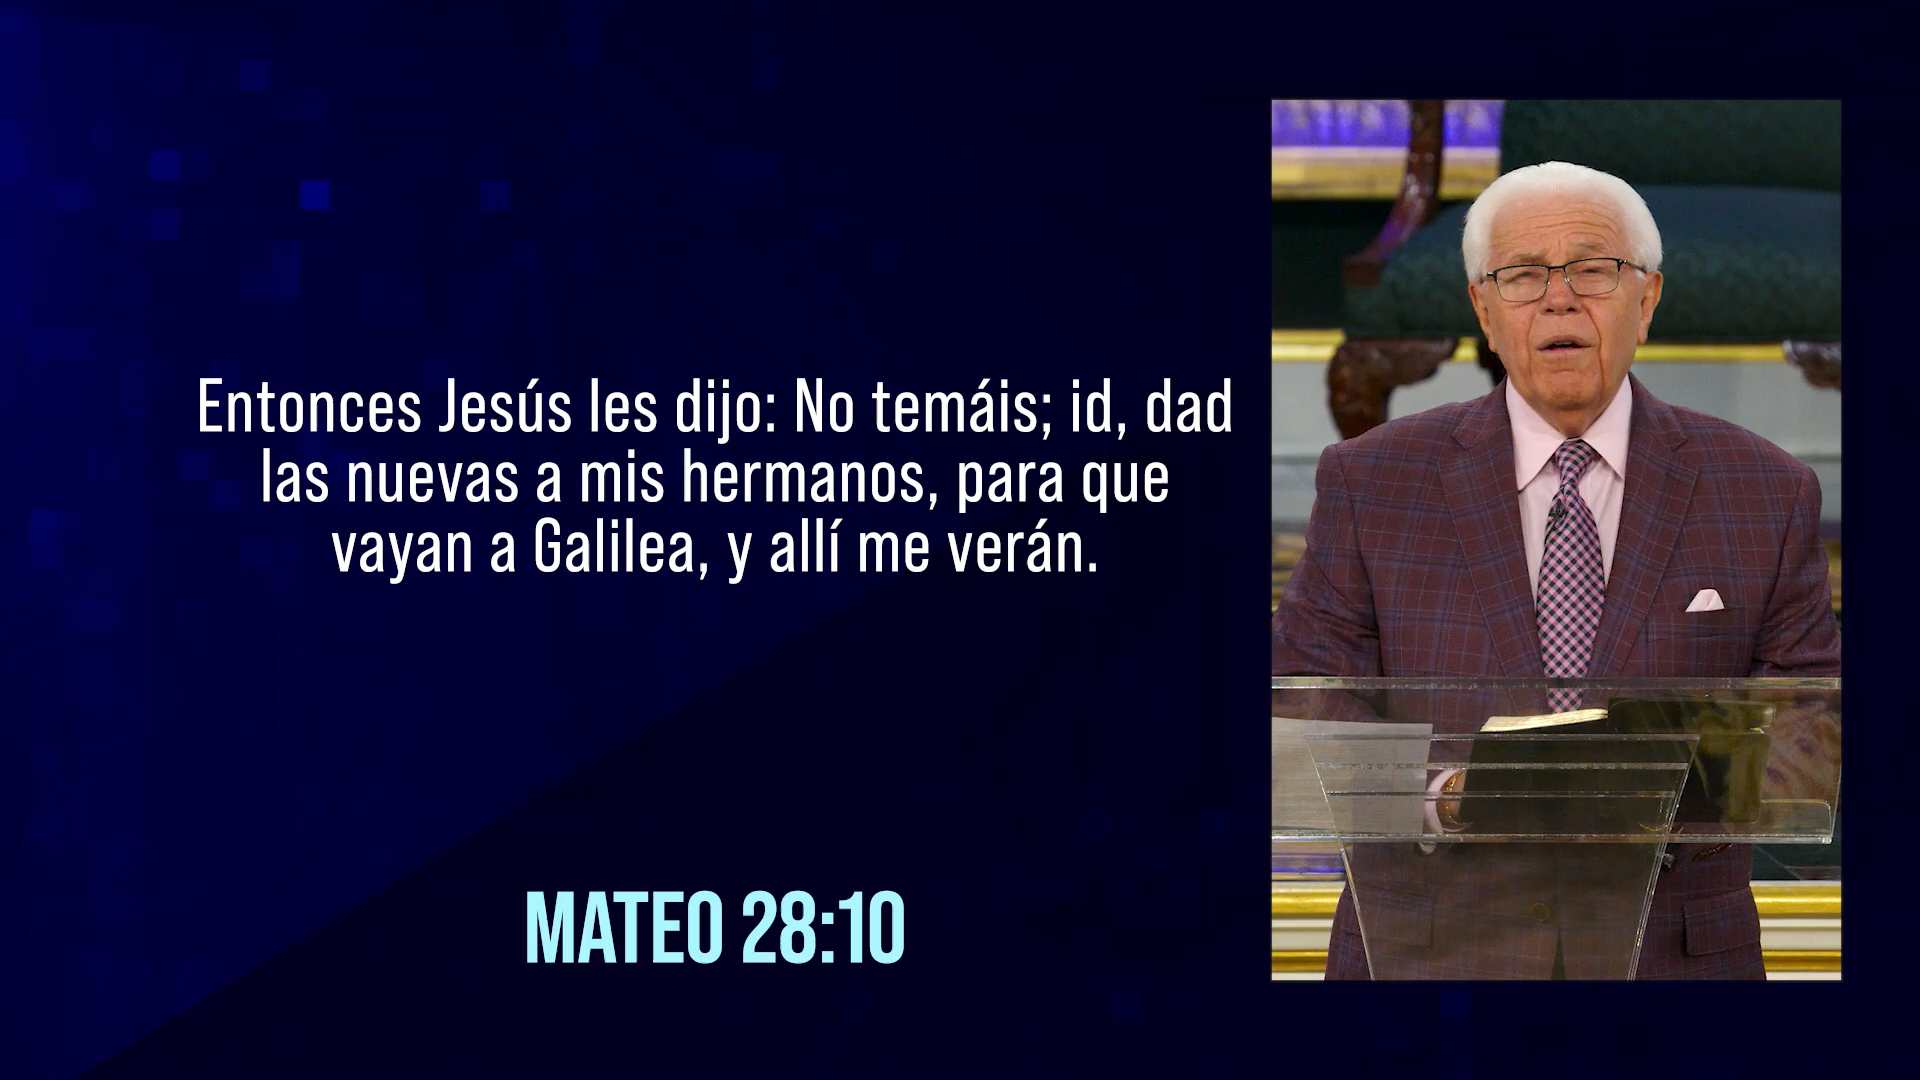 Entonces Jesús les dijo: No temáis; id, dad
las nuevas a mis hermanos, para que
vayan a Galilea, y allí me verán.
MATEO 28:10